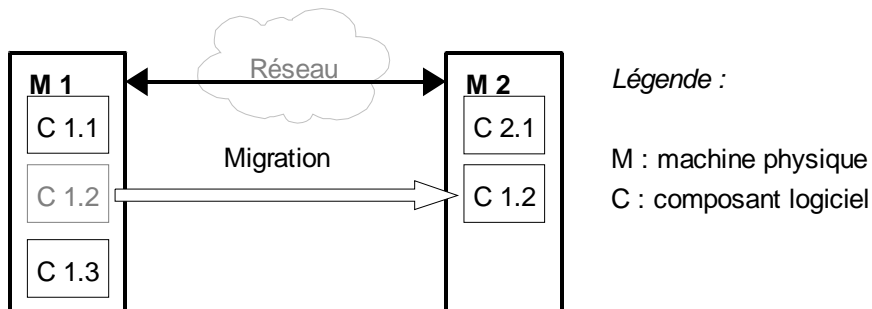 Réseau
M 1
M 2
Légende :
C 1.1
C 2.1
Migration
M : machine physique
C 1.2
C 1.2
C : composant logiciel
C 1.3